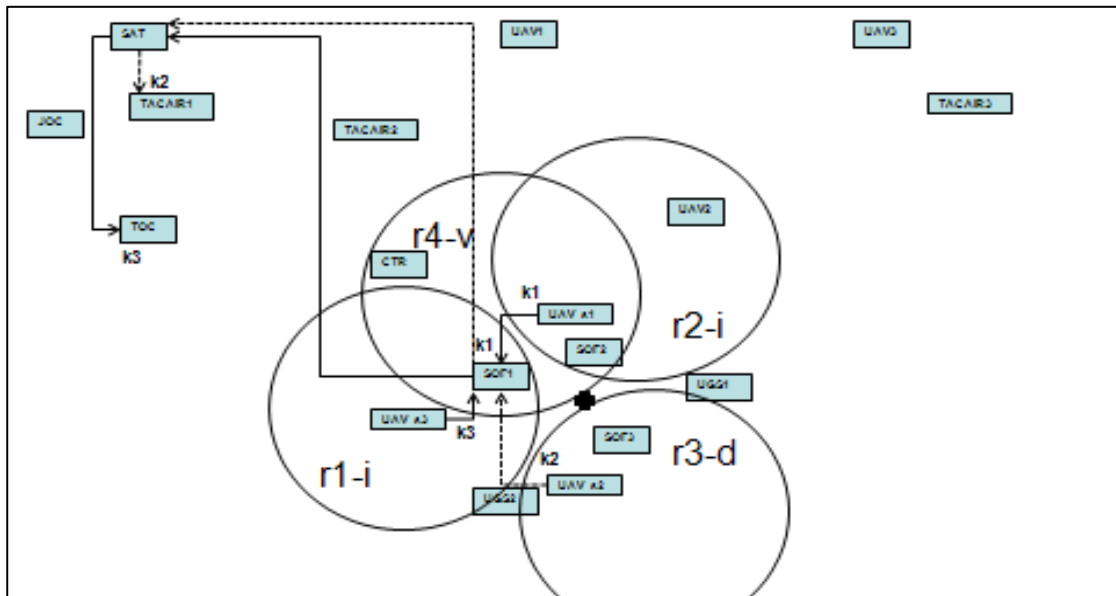 SAT
UAV1
UAV3
k2
TACAIR1
TACAIR3
JOC
TACAIR2
UAV2
TOC
r4-v
k3
CTR
k1
UAV a1
r2-i
k1
SOF2
SOF1
UGS1
UAV a3
k3
SOF3
r3-d
k2
r1-i
UAV a2
UGS2